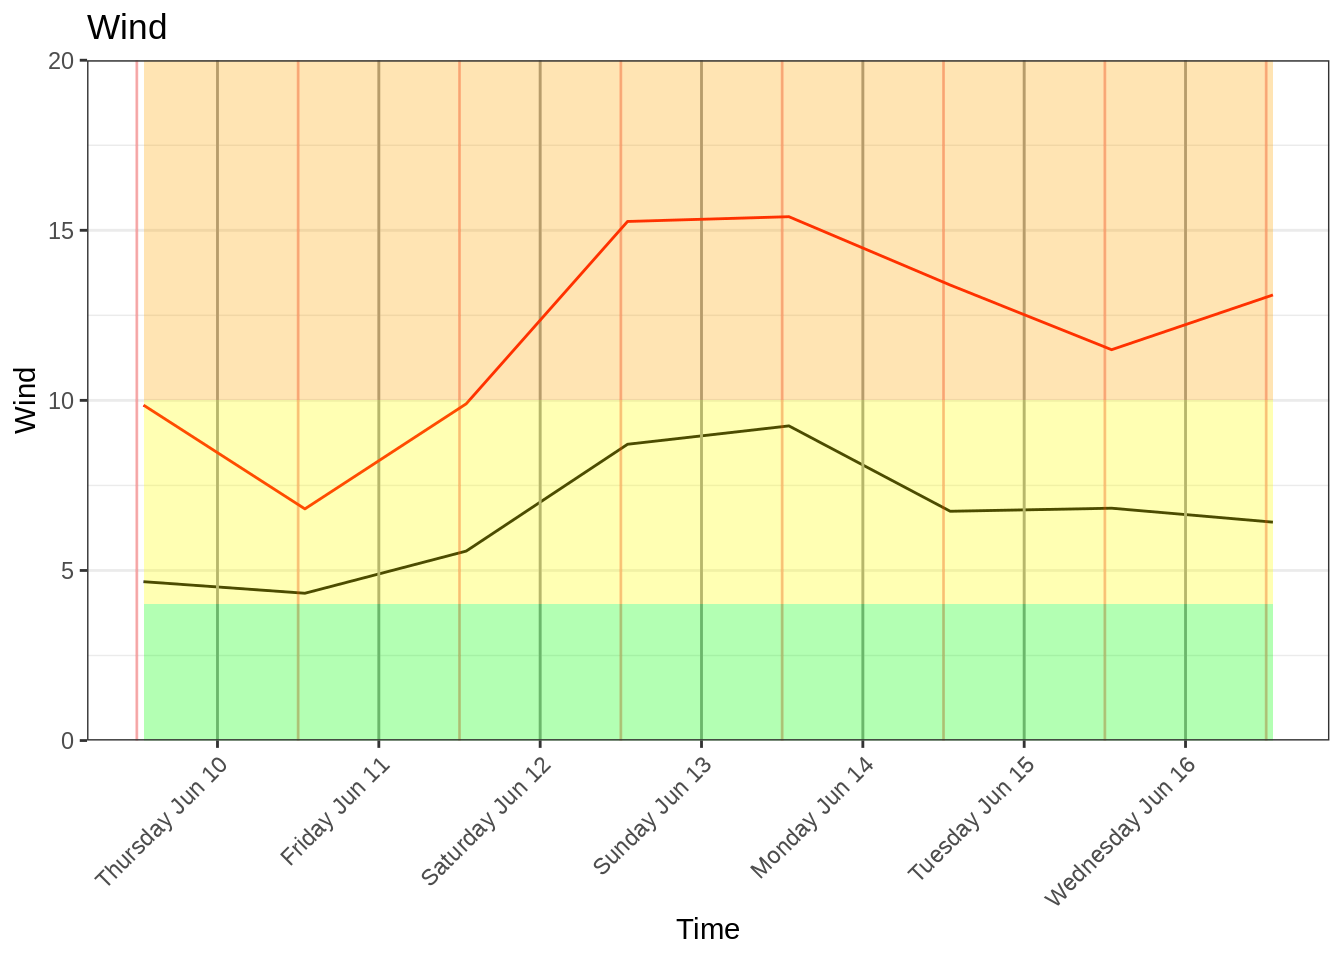 Wind
20
15
10
5
0
Wind
Thursday Jun 10
Friday Jun 11
Saturday Jun 12
Sunday Jun 13
Monday Jun 14
Tuesday Jun 15
Wednesday Jun 16
Time